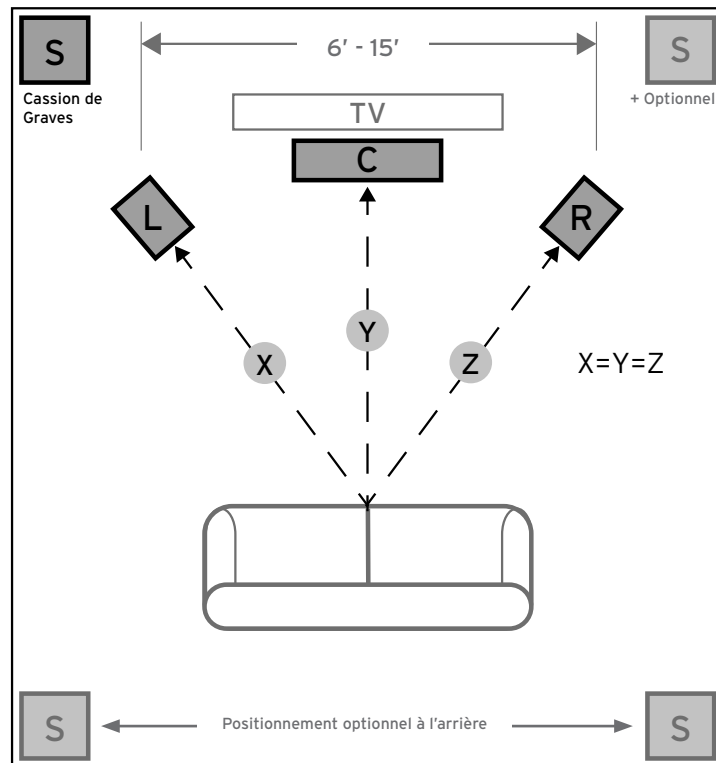 S
6' - 15'
S
Cassion de
Graves
+ Optionnel
TV
C
L
R
Y
X
Z
X=Y=Z
S
Positionnement optionnel à l'arrière
S